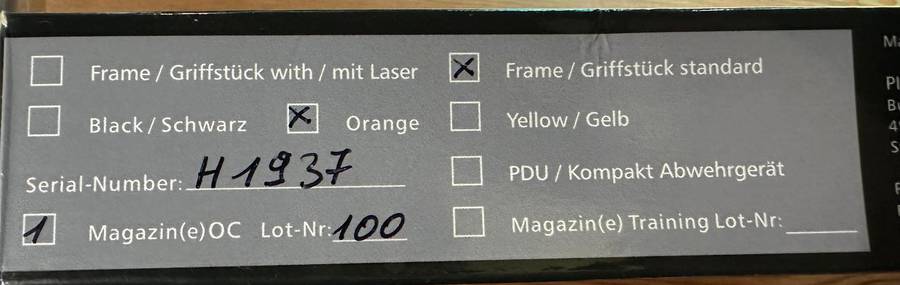 Frame / Griffstück with / mit Laser
Frame / Griffstück standard
Black / Schwarz
Orange
Yellow / Gelb
Serial-Number: H1937
PDU / Kompakt Abwehrgerät
1 Magazin(e) OC Lot-Nr: 100
Magazin(e) Training Lot-Nr: